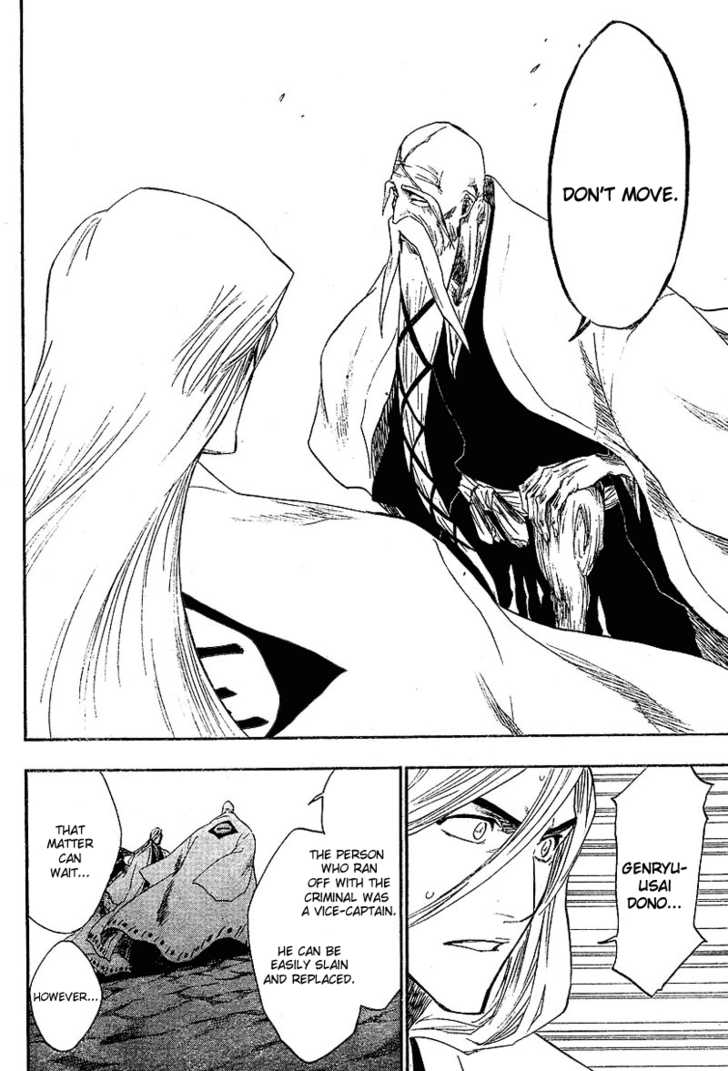 DON'T MOVE.
GENRYU-
USAI
DONO...
THE PERSON
WHO RAN
OFF WITH THE
CRIMINAL WAS
A VICE-CAPTAIN.
HE CAN BE
EASILY SLAIN
AND REPLACED.
THAT
MATTER
CAN
WAIT...
HOWEVER...